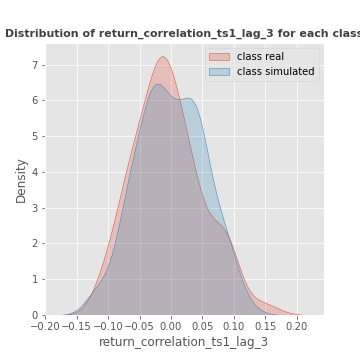 Distribution of return_correlation_ts1_lag_3 for each class
class real
class simulated
7
6
5
4
3
2
1
0
Density
−0.20 −0.15 −0.10 −0.05 0.00 0.05 0.10 0.15 0.20
return_correlation_ts1_lag_3